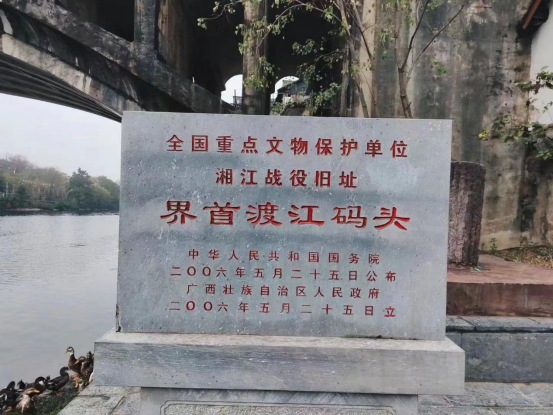 全国重点文物保护单位
湘江战役旧址
界首渡江码头
中华人民共和国国务院
二〇〇六年五月二十五日公布
广西壮族自治区人民政府
二〇〇六年五月二十五日立